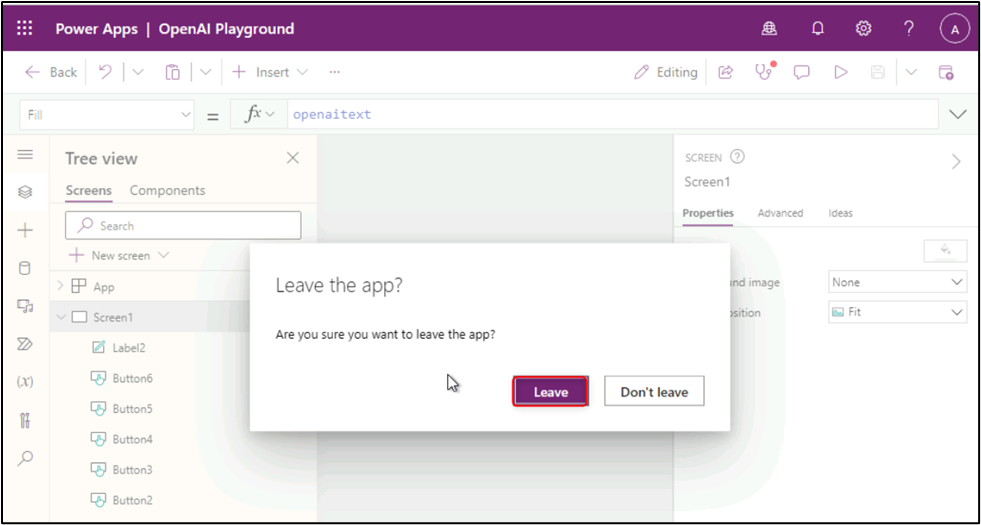 Power Apps | OpenAI Playground
A
Back
Insert
Editing
Fill
=
fx
openaitext
Tree view
Screens Components
Search
New screen
App
Screen1
Label2
Button6
Button5
Button4
Button3
Button2
SCREEN
Screen1
Properties Advanced Ideas
und image None
osition Fit
Leave the app?
Are you sure you want to leave the app?
Leave Don't leave